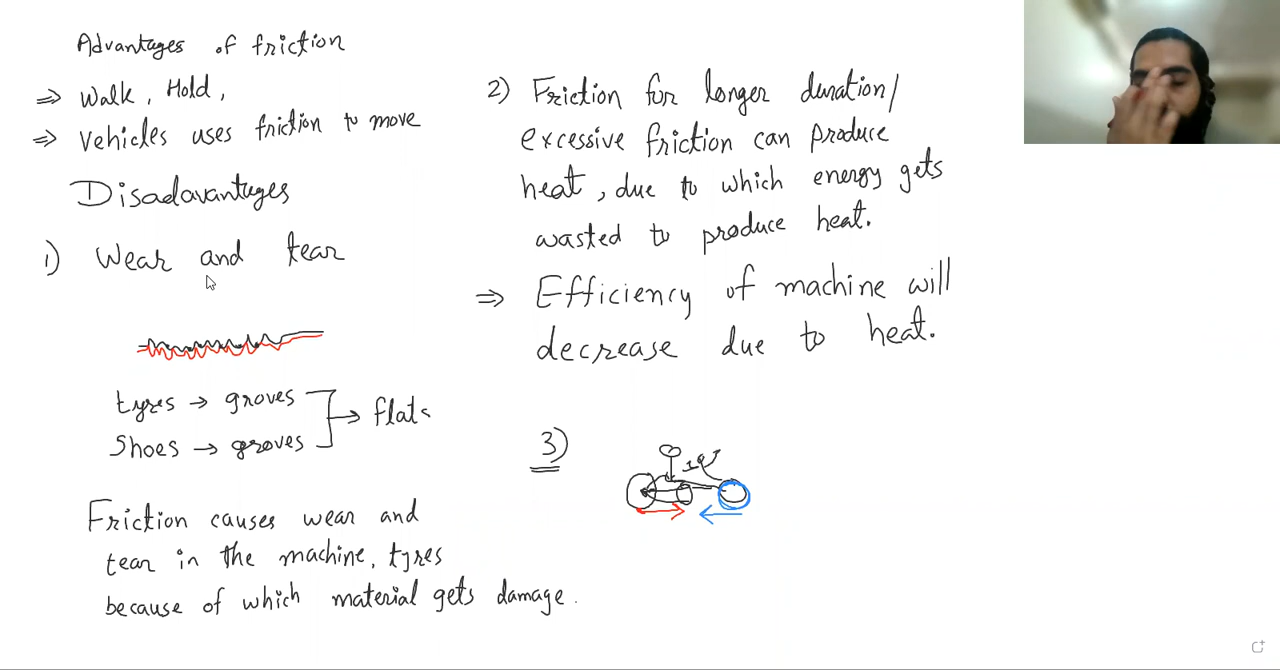 Advantages of friction
⇒ Walk, Hold,
⇒ Vehicles uses friction to move
Disadavantages
1) Wear and tear
tyres → groves
Shoes → groves
→ flats
Friction causes wear and
tear in the machine, tyres
because of which material gets damage.
2) Friction for longer duration/
excessive friction can produce
heat, due to which energy gets
wasted to produce heat.
⇒ Efficiency of machine will
decrease due to heat.
3)